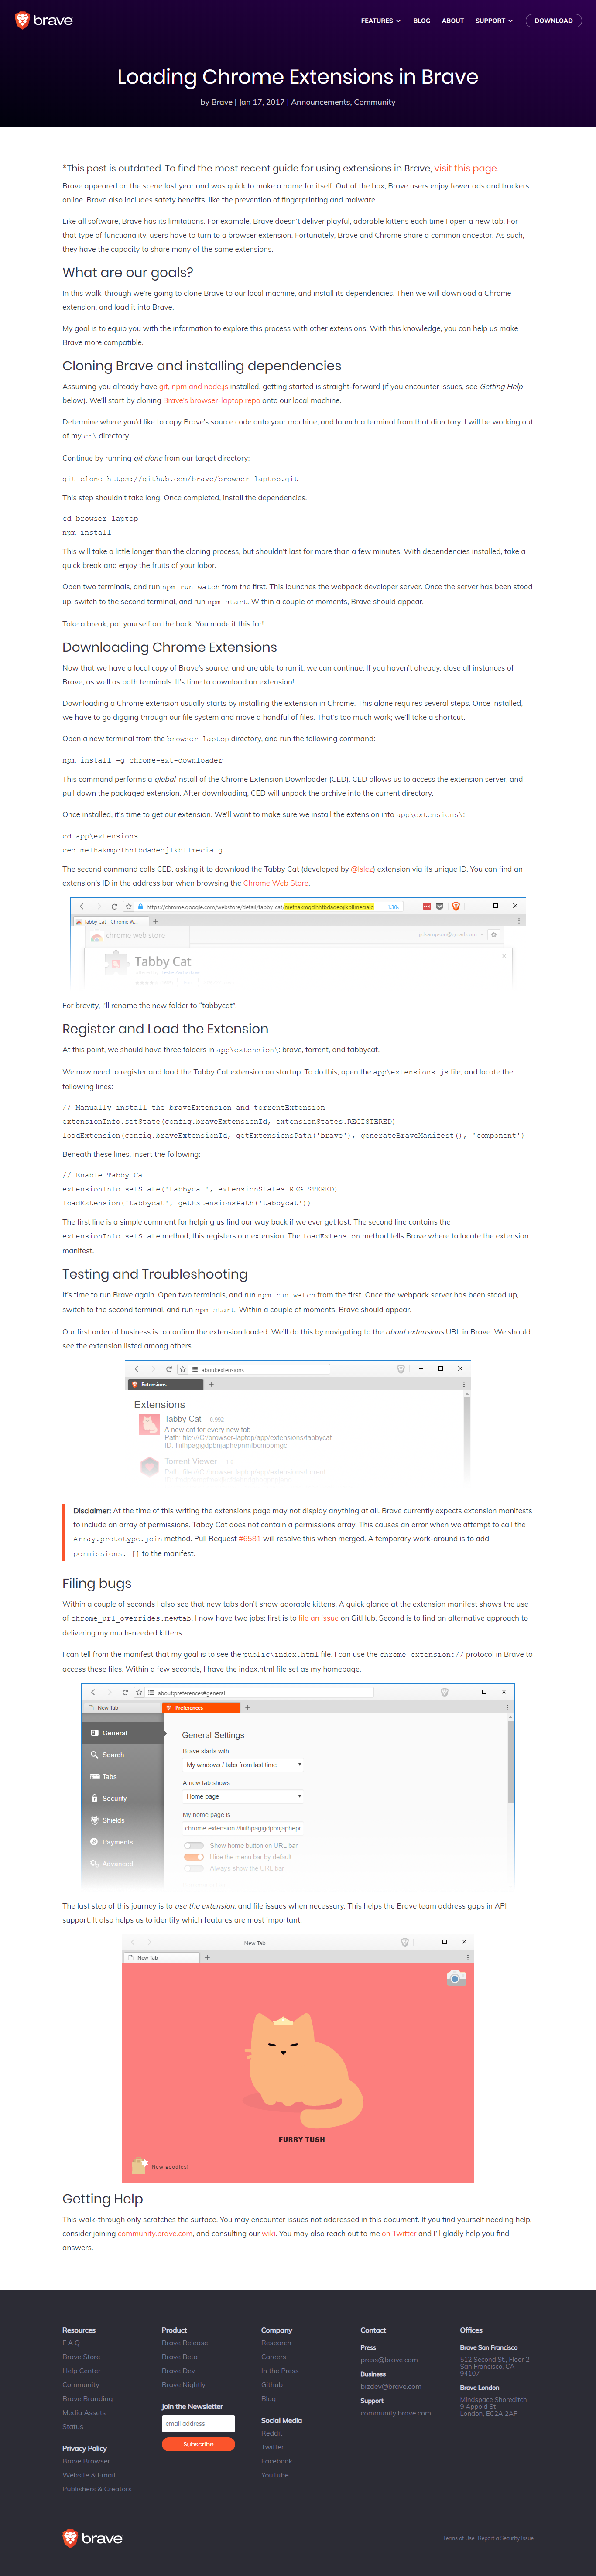 brave
FEATURES
BLOG
ABOUT
SUPPORT
DOWNLOAD
Loading Chrome Extensions in Brave
by Brave | Jan 17, 2017 | Announcements, Community
*This post is outdated. To find the most recent guide for using extensions in Brave, visit this page.
Brave appeared on the scene last year and was quick to make a name for itself. Out of the box, Brave users enjoy fewer ads and trackers
online. Brave also includes safety benefits, like the prevention of fingerprinting and malware.
Like all software, Brave has its limitations. For example, Brave doesn't deliver playful, adorable kittens each time I open a new tab. For
that type of functionality, users have to turn to a browser extension. Fortunately, Brave and Chrome share a common ancestor. As such,
they have the capacity to share many of the same extensions.
What are our goals?
In this walk-through we're going to clone Brave to our local machine, and install its dependencies. Then we will download a Chrome
extension, and load it into Brave.
My goal is to equip you with the information to explore this process with other extensions. With this knowledge, you can help us make
Brave more compatible.
Cloning Brave and installing dependencies
Assuming you already have git, npm and node.js installed, getting started is straight-forward (if you encounter issues, see Getting Help
below). We'll start by cloning Brave's browser-laptop repo onto our local machine.
Determine where you'd like to copy Brave's source code onto your machine, and launch a terminal from that directory. I will be working out
of my c:\ directory.
Continue by running git clone from our target directory:
git clone https://github.com/brave/browser-laptop.git
This step shouldn't take long. Once completed, install the dependencies.
cd browser-laptop
npm install
This will take a little longer than the cloning process, but shouldn't last for more than a few minutes. With dependencies installed, take a
quick break and enjoy the fruits of your labor.
Open two terminals, and run npm run watch from the first. This launches the webpack developer server. Once the server has been stood
up, switch to the second terminal, and run npm start. Within a couple of moments, Brave should appear.
Take a break; pat yourself on the back. You made it this far!
Downloading Chrome Extensions
Now that we have a local copy of Brave's source, and are able to run it, we can continue. If you haven't already, close all instances of
Brave, as well as both terminals. It's time to download an extension!
Downloading a Chrome extension usually starts by installing the extension in Chrome. This alone requires several steps. Once installed,
we have to go digging through our file system and move a handful of files. That's too much work; we'll take a shortcut.
Open a new terminal from the browser-laptop directory, and run the following command:
npm install -g chrome-ext-downloader
This command performs a global install of the Chrome Extension Downloader (CED). CED allows us to access the extension server, and
pull down the packaged extension. After downloading, CED will unpack the archive into the current directory.
Once installed, it's time to get our extension. We'll want to make sure we install the extension into app\extensions\:
cd app\extensions
ced mefhakmgclhhfbdadeojlkbllmecialg
The second command calls CED, asking it to download the Tabby Cat (developed by @lslez) extension via its unique ID. You can find an
extension's ID in the address bar when browsing the Chrome Web Store.
https://chrome.google.com/webstore/detail/tabby-cat/mefhakmgclhhfbdadeojlkbllmecialg
1.30s
Tabby Cat - Chrome W...
chrome web store
Tabby Cat
For brevity, I'll rename the new folder to "tabbycat".
Register and Load the Extension
At this point, we should have three folders in app\extension\: brave, torrent, and tabbycat.
We now need to register and load the Tabby Cat extension on startup. To do this, open the app\extensions.js file, and locate the
following lines:
// Manually install the braveExtension and torrentExtension
extensionInfo.setState(config.braveExtensionId, extensionStates.REGISTERED)
loadExtension(config.braveExtensionId, getExtensionsPath('brave'), generateBraveManifest(), 'component')
Beneath these lines, insert the following:
// Enable Tabby Cat
extensionInfo.setState('tabbycat', extensionStates.REGISTERED)
loadExtension('tabbycat', getExtensionsPath('tabbycat'))
The first line is a simple comment for helping us find our way back if we ever get lost. The second line contains the
extensionInfo.setState method; this registers our extension. The loadExtension method tells Brave where to locate the extension
manifest.
Testing and Troubleshooting
It's time to run Brave again. Open two terminals, and run npm run watch from the first. Once the webpack server has been stood up,
switch to the second terminal, and run npm start. Within a couple of moments, Brave should appear.
Our first order of business is to confirm the extension loaded. We'll do this by navigating to the about:extensions URL in Brave. We should
see the extension listed among others.
about:extensions
Extensions
Extensions
Tabby Cat 0.992
A new cat for every new tab.
Path: file:///C:/browser-laptop/app/extensions/tabbycat
Torrent Viewer
Disclaimer: At the time of this writing the extensions page may not display anything at all. Brave currently expects extension manifests
to include an array of permissions. Tabby Cat does not contain a permissions array. This causes an error when we attempt to call the
Array.prototype.join method. Pull Request #6581 will resolve this when merged. A temporary work-around is to add
permissions: [] to the manifest.
Filing bugs
Within a couple of seconds I also see that new tabs don't show adorable kittens. A quick glance at the extension manifest shows the use
of chrome_url_overrides.newtab. I now have two jobs: first is to file an issue on GitHub. Second is to find an alternative approach to
delivering my much-needed kittens.
I can tell from the manifest that my goal is to see the public\index.html file. I can use the chrome-extension:// protocol in Brave to
access these files. Within a few seconds, I have the index.html file set as my homepage.
about:preferences#general
New Tab
Preferences
General
Search
Tabs
Security
Shields
Payments
Advanced
General Settings
Brave starts with
My windows / tabs from last time
A new tab shows
Home page
My home page is
Show home button on URL bar
Hide the menu bar by default
Always show the URL bar
The last step of this journey is to use the extension, and file issues when necessary. This helps the Brave team address gaps in API
support. It also helps us to identify which features are most important.
New Tab
New Tab
FURRY TUSH
New goodies!
Getting Help
This walk-through only scratches the surface. You may encounter issues not addressed in this document. If you find yourself needing help,
consider joining community.brave.com, and consulting our wiki. You may also reach out to me on Twitter and I'll gladly help you find
answers.
Resources
F.A.Q.
Brave Store
Help Center
Community
Brave Branding
Media Assets
Status
Privacy Policy
Brave Browser
Website & Email
Publishers & Creators
Product
Brave Release
Brave Beta
Brave Dev
Brave Nightly
Join the Newsletter
email address
Subscribe
Company
Research
Careers
In the Press
Github
Blog
Social Media
Reddit
Twitter
Facebook
YouTube
Contact
Press
press@brave.com
Business
bizdev@brave.com
Support
community.brave.com
Offices
Brave San Francisco
512 Second St., Floor 2
San Francisco, CA
94107
Brave London
Mindspace Shoreditch
9 Appold St
London, EC2A 2AP
brave
Terms of Use | Report a Security Issue